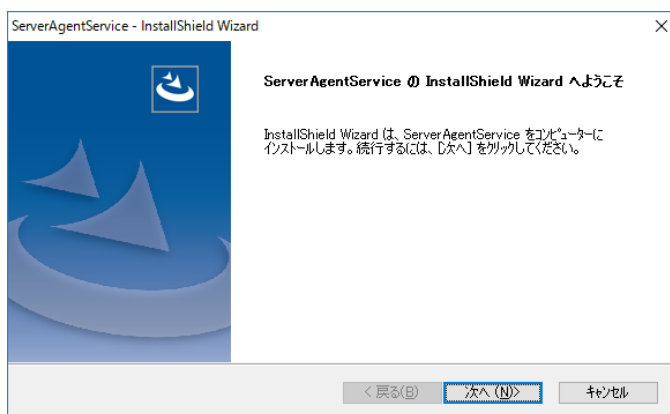 ServerAgentService - InstallShield Wizard
ServerAgentService の InstallShield Wizard へようこそ
InstallShield Wizard は、ServerAgentService をコンピューターに
インストールします。続行するには、[次へ] をクリックしてください。
< 戻る(B)
次へ (N)>
キャンセル